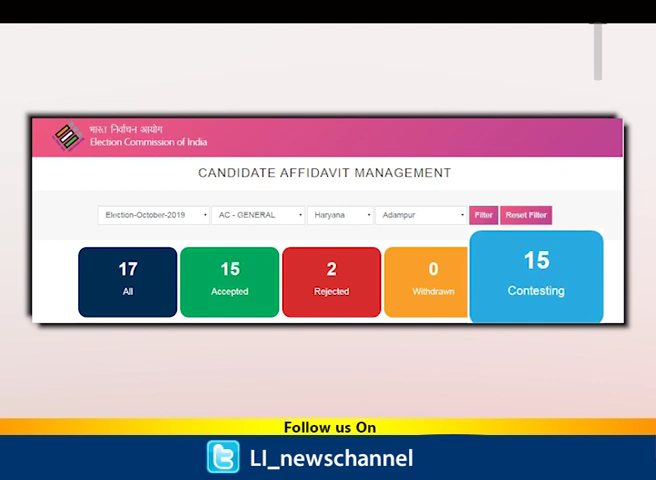 भारत निर्वाचन आयोग
Election Commission of India
CANDIDATE AFFIDAVIT MANAGEMENT
Election-October-2019 AC - GENERAL Haryana Adampur Filter Reset Filter
17 15 2 0 15
All Accepted Rejected Withdrawn Contesting
Follow us On
LI_newschannel